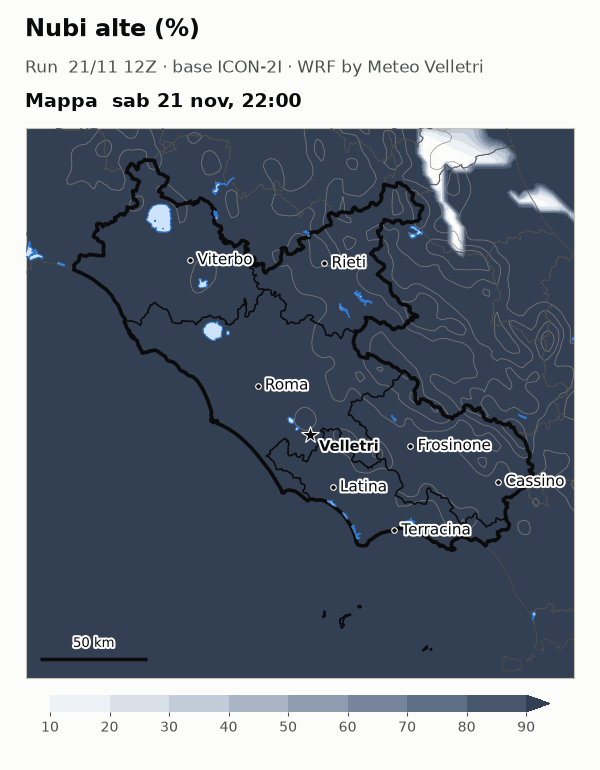 Nubi alte (%)
Run 21/11 12Z · base ICON-2I · WRF by Meteo Velletri
Mappa sab 21 nov, 22:00
Viterbo
Rieti
Roma
Velletri
Frosinone
Cassino
Latina
Terracina
50 km
10 20 30 40 50 60 70 80 90